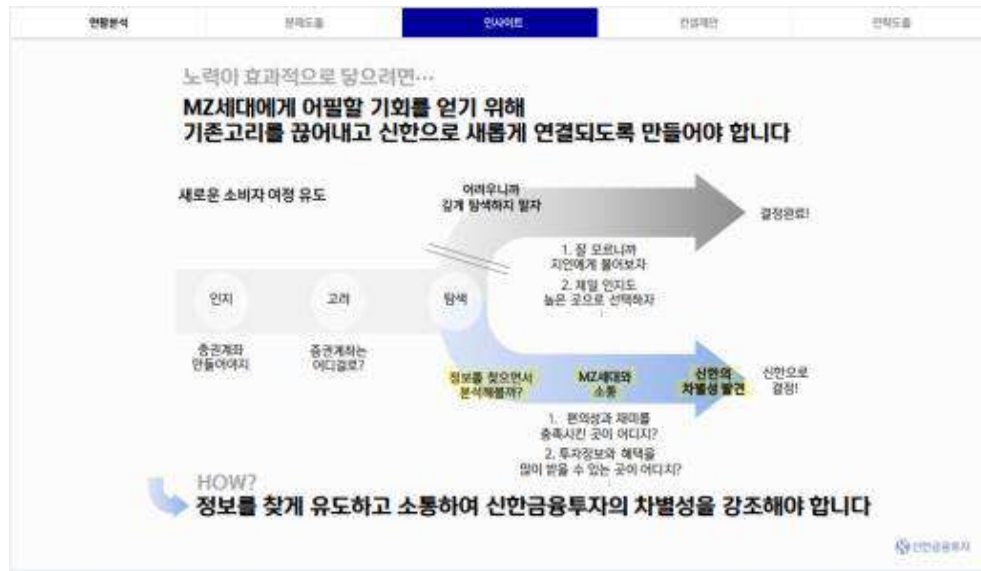 현황분석
문제도출
인사이트
컨셉제안
전략도출
노력이 효과적으로 닿으려면…
MZ세대에게 어필할 기회를 얻기 위해
기존고리를 끊어내고 신한으로 새롭게 연결되도록 만들어야 합니다
새로운 소비자 여정 유도
어려우니까
깊게 탐색하지 말자
결정완료!
1. 잘 모르니까
지인에게 물어보자
2. 제일 인지도
높은 곳으로 선택하자
인지
고려
탐색
증권계좌
만들어야지
증권계좌는
어디걸로?
정보를 찾으면서
분석해볼까?
MZ세대와
소통
신한의
차별성 발견
신한으로
결정!
1. 편의성과 재미를
충족시킨 곳이 어디지?
2. 투자정보와 혜택을
많이 받을 수 있는 곳이 어디지?
HOW?
정보를 찾게 유도하고 소통하여 신한금융투자의 차별성을 강조해야 합니다
신한금융투자